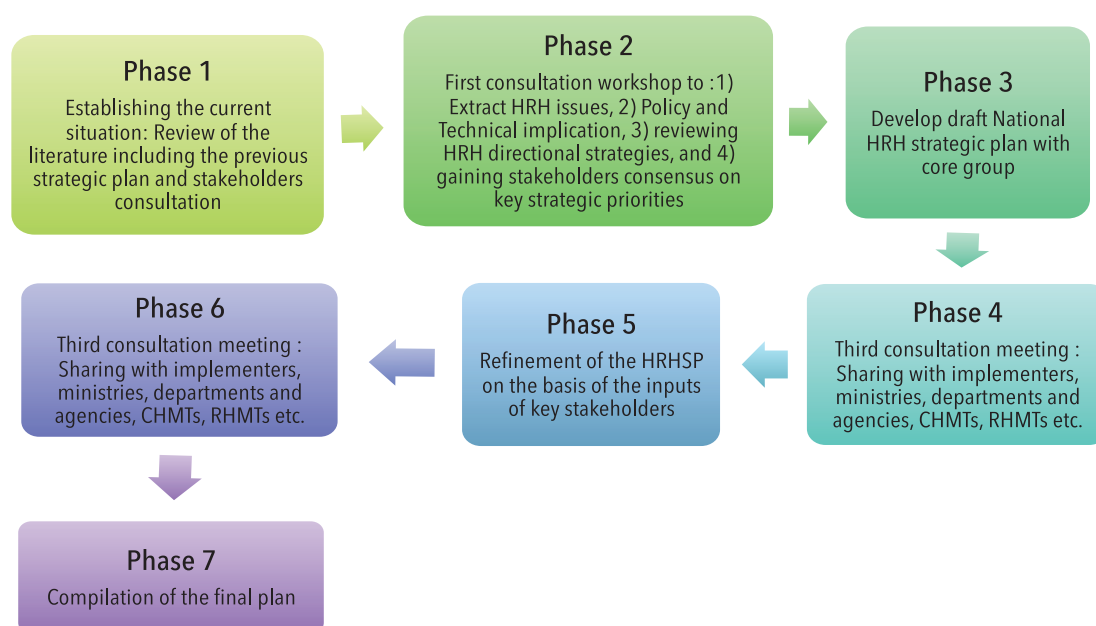 Phase 1
Establishing the current
situation: Review of the
literature including the previous
strategic plan and stakeholders
consultation
Phase 2
First consultation workshop to :1)
Extract HRH issues, 2) Policy and
Technical implication, 3) reviewing
HRH directional strategies, and 4)
gaining stakeholders consensus on
key strategic priorities
Phase 3
Develop draft National
HRH strategic plan with
core group
Phase 4
Third consultation meeting :
Sharing with implementers,
ministries, departments and
agencies, CHMTs, RHMTs etc.
Phase 5
Refinement of the HRHSP
on the basis of the inputs
of key stakeholders
Phase 6
Third consultation meeting :
Sharing with implementers,
ministries, departments and
agencies, CHMTs, RHMTs etc.
Phase 7
Compilation of the final plan